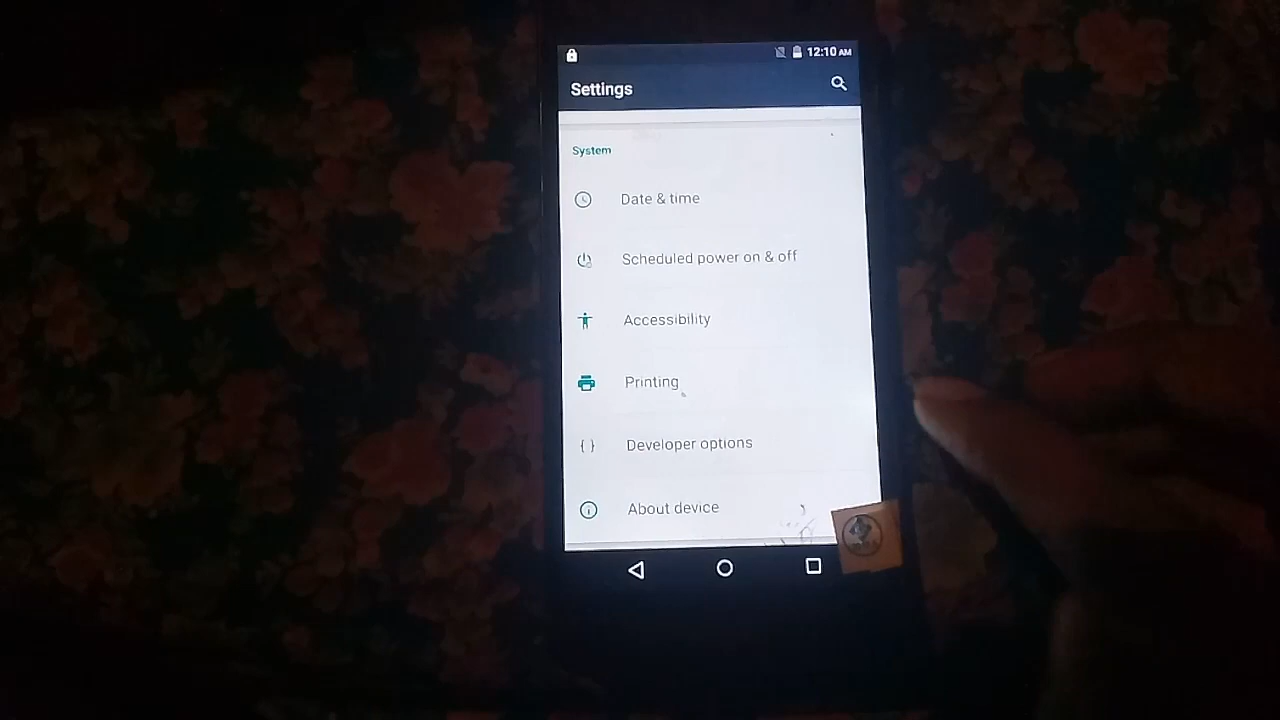 12:10 AM
Settings
System
Date & time
Scheduled power on & off
Accessibility
Printing
{ } Developer options
About device